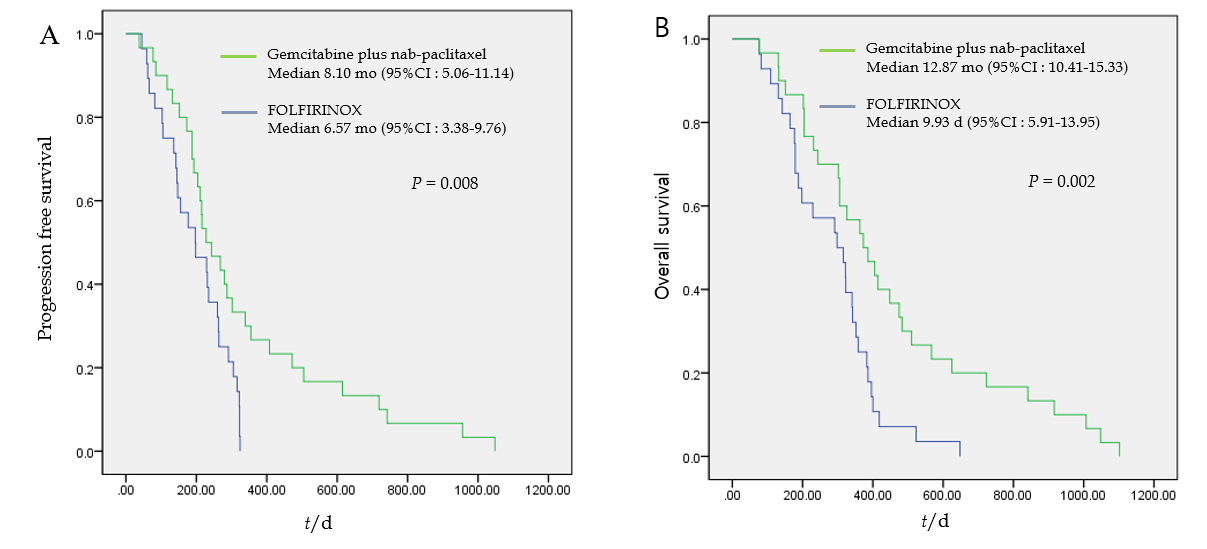 A
Gemcitabine plus nab-paclitaxel
Median 8.10 mo (95%CI : 5.06-11.14)
FOLFIRINOX
Median 6.57 mo (95%CI : 3.38-9.76)
P = 0.008
Progression free survival
1.0
0.8
0.6
0.4
0.2
0.0
.00 200.00 400.00 600.00 800.00 1000.00 1200.00
t/d
B
Gemcitabine plus nab-paclitaxel
Median 12.87 mo (95%CI : 10.41-15.33)
FOLFIRINOX
Median 9.93 d (95%CI : 5.91-13.95)
P = 0.002
Overall survival
1.0
0.8
0.6
0.4
0.2
0.0
.00 200.00 400.00 600.00 800.00 1000.00 1200.00
t/d